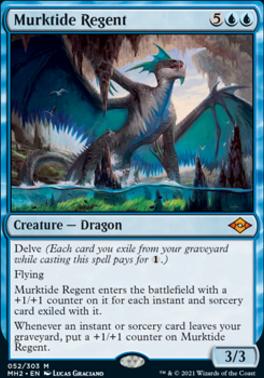 Murktide Regent 5
Creature — Dragon
Delve (Each card you exile from your graveyard
while casting this spell pays for 1.)
Flying
Murktide Regent enters the battlefield with a
+1/+1 counter on it for each instant and sorcery
card exiled with it.
Whenever an instant or sorcery card leaves your
graveyard, put a +1/+1 counter on Murktide
Regent.
3/3
052/303 M
MH2 • EN LUCAS GRACIANO
™ & © 2021 Wizards of the Coast